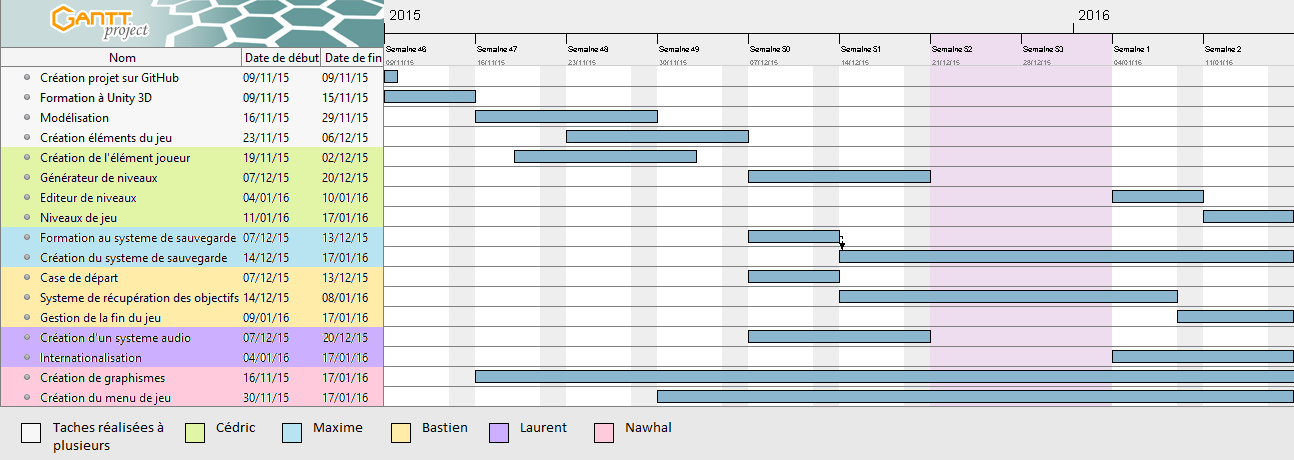 GANTT
project
2015
2016
Semaine 46
Semaine 47
Semaine 48
Semaine 49
Semaine 50
Semaine 51
Semaine 52
Semaine 53
Semaine 1
Semaine 2
Nom
Date de début
Date de fin
09/11/15
16/11/15
23/11/15
30/11/15
07/12/15
14/12/15
21/12/15
28/12/15
04/01/16
11/01/16
Création projet sur GitHub 09/11/15 09/11/15
Formation à Unity 3D 09/11/15 15/11/15
Modélisation 16/11/15 29/11/15
Création éléments du jeu 23/11/15 06/12/15
Création de l'élément joueur 19/11/15 02/12/15
Générateur de niveaux 07/12/15 20/12/15
Editeur de niveaux 04/01/16 10/01/16
Niveaux de jeu 11/01/16 17/01/16
Formation au systeme de sauvegarde 07/12/15 13/12/15
Création du systeme de sauvegarde 14/12/15 17/01/16
Case de départ 07/12/15 13/12/15
Systeme de récupération des objectifs 14/12/15 08/01/16
Gestion de la fin du jeu 09/01/16 17/01/16
Création d'un systeme audio 07/12/15 20/12/15
Internationalisation 04/01/16 17/01/16
Création de graphismes 16/11/15 17/01/16
Création du menu de jeu 30/11/15 17/01/16
Taches réalisées à
plusieurs
Cédric
Maxime
Bastien
Laurent
Nawhal